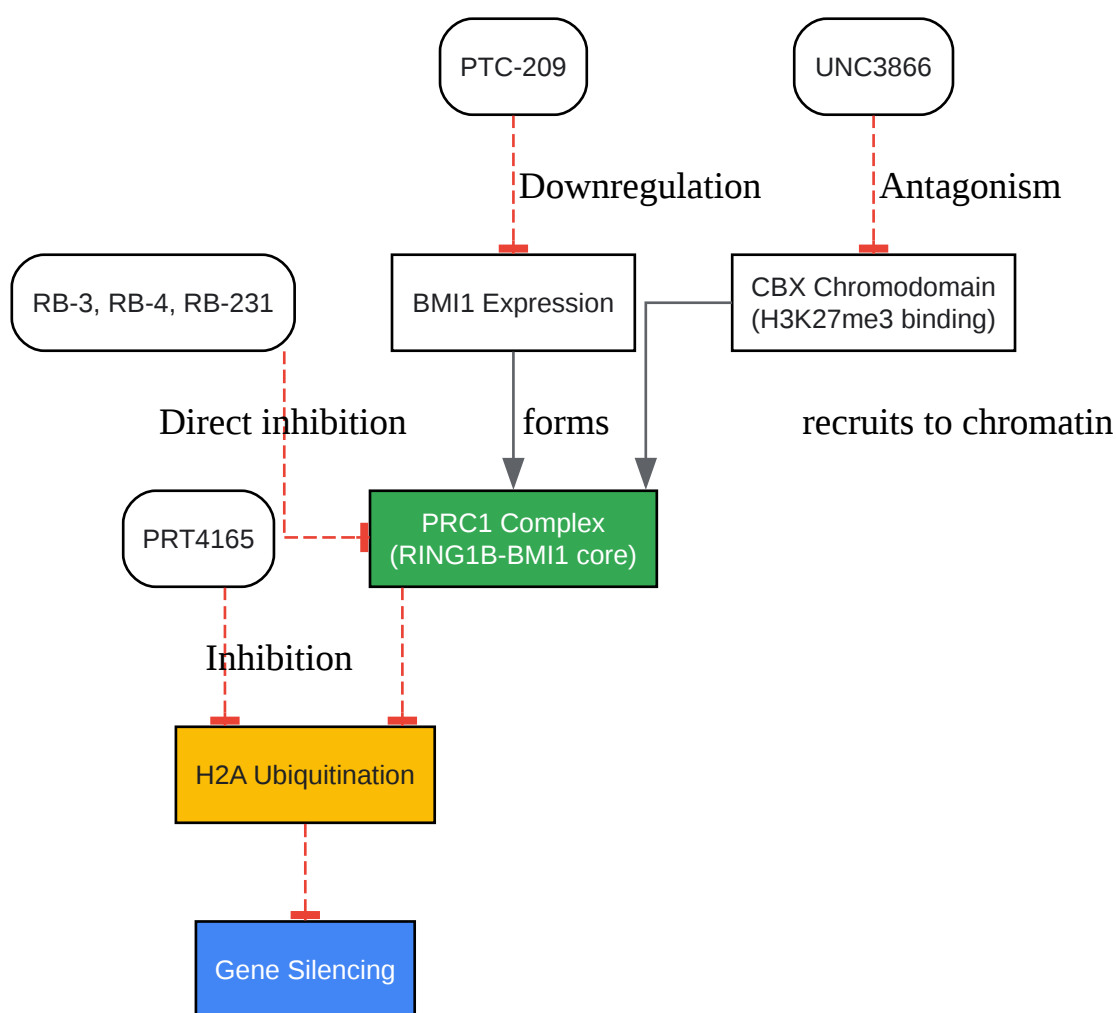 PTC-209
UNC3866
Downregulation
Antagonism
RB-3, RB-4, RB-231
BMI1 Expression
CBX Chromodomain
(H3K27me3 binding)
Direct inhibition
forms
recruits to chromatin
PRT4165
PRC1 Complex
(RING1B-BMI1 core)
Inhibition
H2A Ubiquitination
Gene Silencing